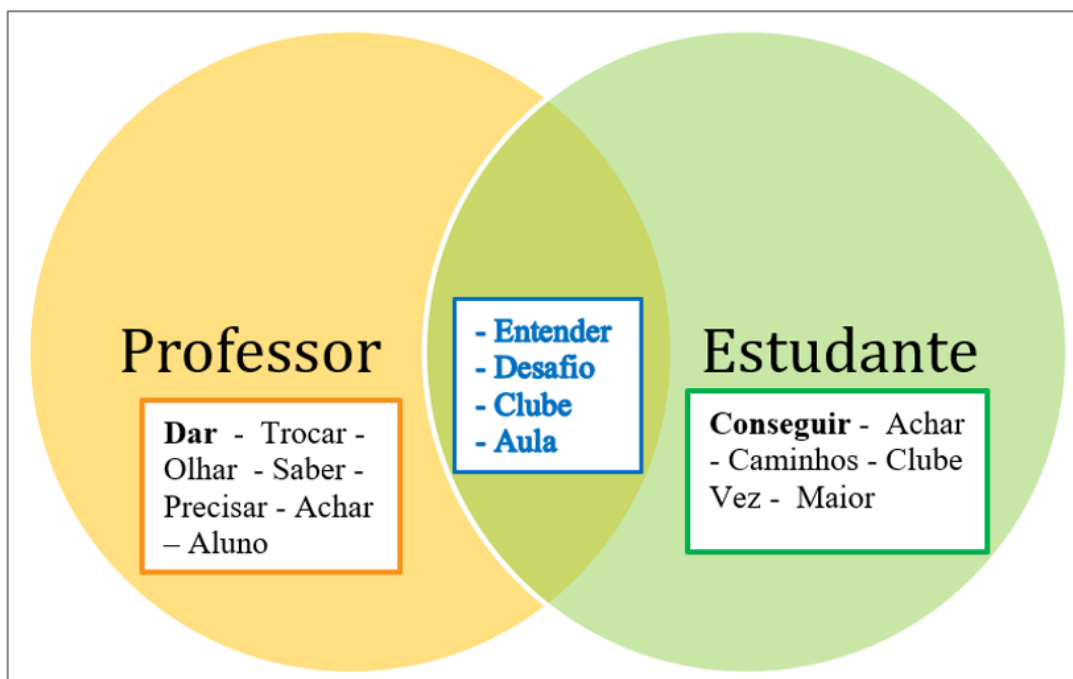 Professor
Dar - Trocar -
Olhar - Saber -
Precisar - Achar
– Aluno
- Entender
- Desafio
- Clube
- Aula
Estudante
Conseguir - Achar
- Caminhos - Clube
Vez - Maior